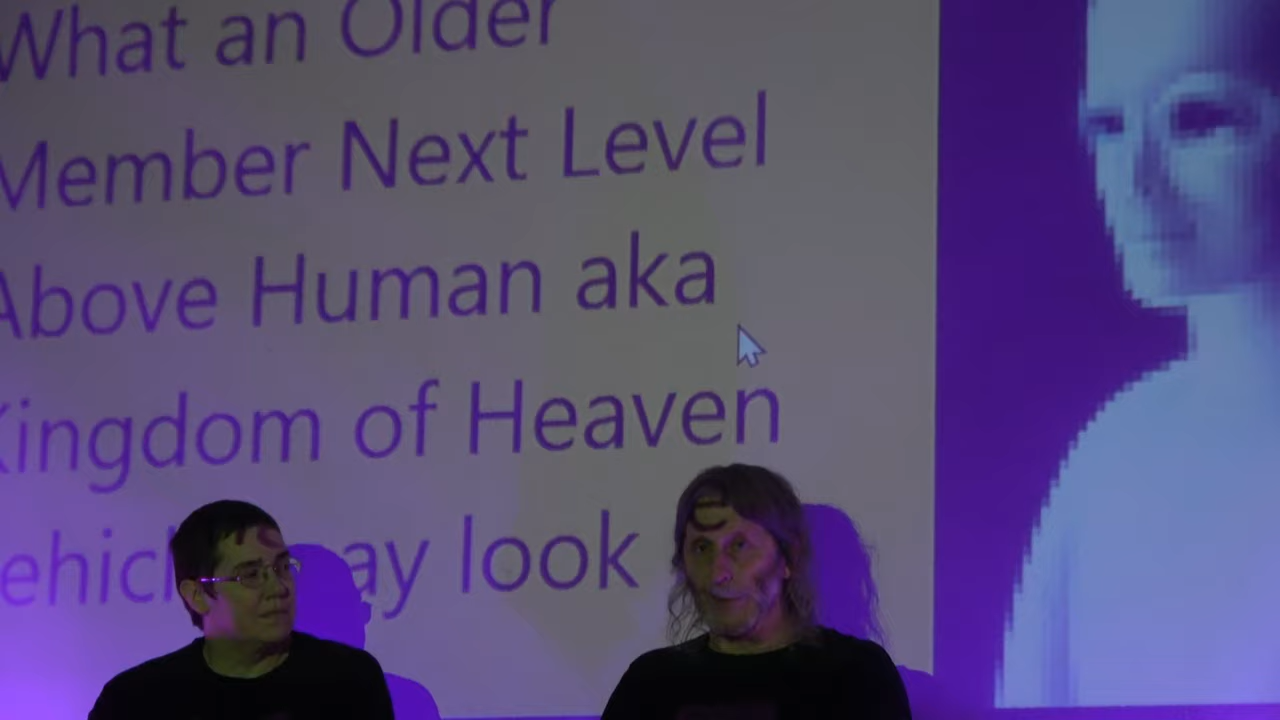 What an Older
Member Next Level
Above Human aka
Kingdom of Heaven
look